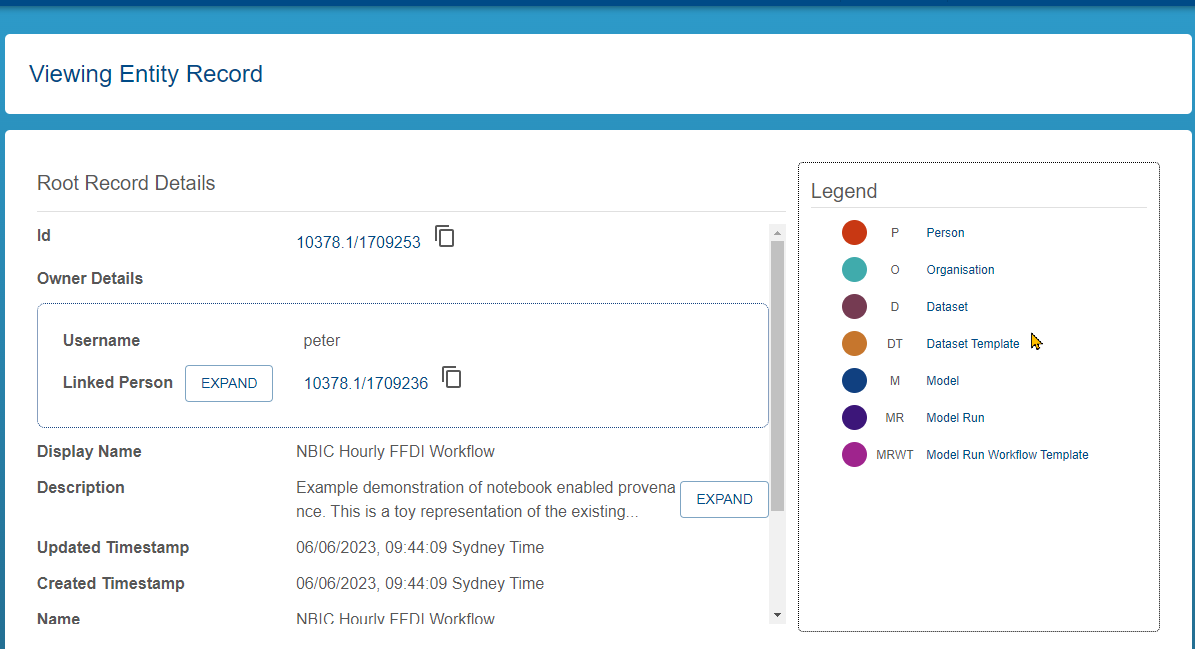 Viewing Entity Record
Root Record Details
Id
10378.1/1709253
Owner Details
Username
peter
Linked Person
EXPAND
10378.1/1709236
Display Name
NBIC Hourly FFDI Workflow
Description
Example demonstration of notebook enabled provena
nce. This is a toy representation of the existing...
EXPAND
Updated Timestamp
06/06/2023, 09:44:09 Sydney Time
Created Timestamp
06/06/2023, 09:44:09 Sydney Time
Name
NBIC Hourly FFDI Workflow
Legend
P Person
O Organisation
D Dataset
DT Dataset Template
M Model
MR Model Run
MRWT Model Run Workflow Template